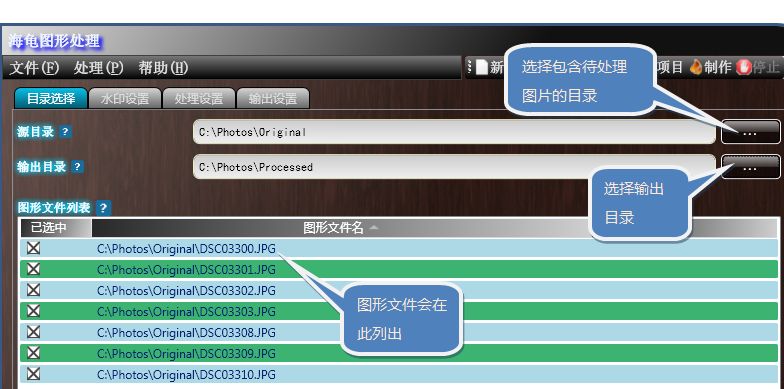 海龟图形处理
文件(F) 处理(P) 帮助(H) 新 项目 制作 停止
目录选择 水印设置 处理设置 输出设置
源目录 ? C:\Photos\Original ...
输出目录 ? C:\Photos\Processed ...
图形文件列表 ?
已选中 图形文件名
C:\Photos\Original\DSC03300.JPG
C:\Photos\Original\DSC03301.JPG
C:\Photos\Original\DSC03302.JPG
C:\Photos\Original\DSC03303.JPG
C:\Photos\Original\DSC03308.JPG
C:\Photos\Original\DSC03309.JPG
C:\Photos\Original\DSC03310.JPG
选择包含待处理
图片的目录
选择输出
目录
图形文件会在
此列出